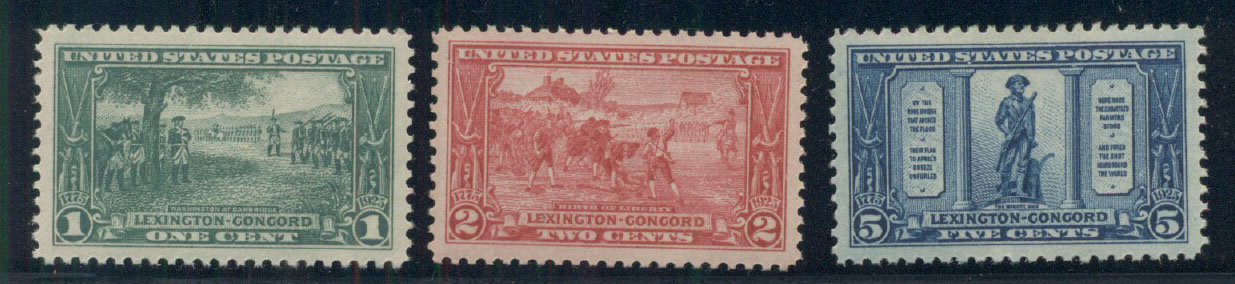 UNITED STATES POSTAGE
1775 1925
WASHINGTON AT CAMBRIDGE
LEXINGTON-CONCORD
1 ONE CENT 1
UNITED STATES POSTAGE
1775 1925
BIRTH OF LIBERTY
LEXINGTON-CONCORD
2 TWO CENTS 2
UNITED STATES POSTAGE
BY THE
RUDE BRIDGE
THAT ARCHED
THE FLOOD
THEIR FLAG
TO APRIL'S
BREEZE
UNFURLED
HERE ONCE
THE EMBATTLED
FARMERS
STOOD
AND FIRED
THE SHOT
HEARD ROUND
THE WORLD
1775 1925
THE MINUTE MAN
LEXINGTON-CONCORD
5 FIVE CENTS 5